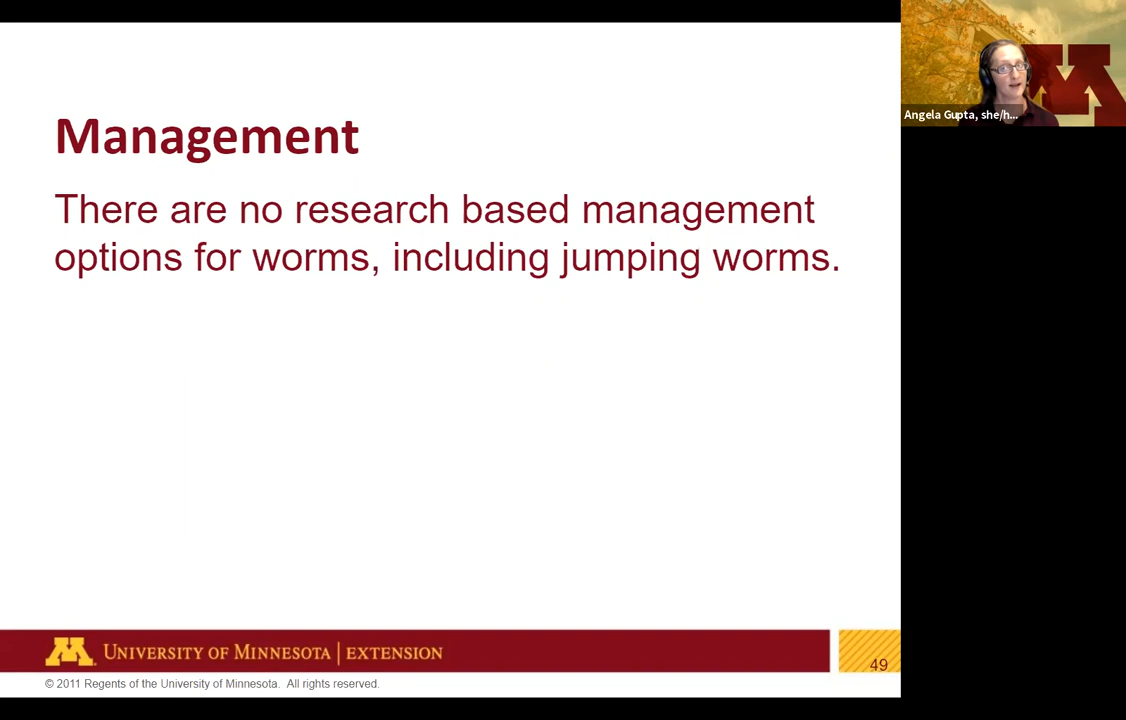 Management
There are no research based management
options for worms, including jumping worms.
Angela Gupta, she/h...
UNIVERSITY OF MINNESOTA | EXTENSION
49
© 2011 Regents of the University of Minnesota. All rights reserved.